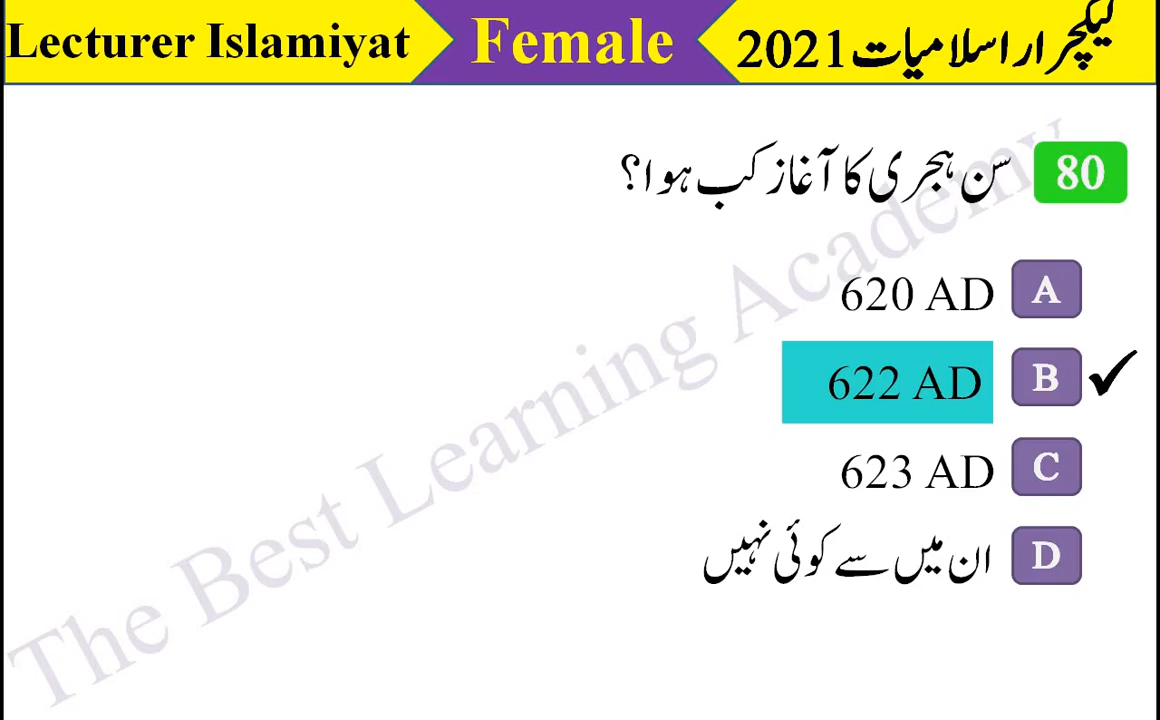 Lecturer Islamiyat Female لیکچرار اسلامیات 2021
80 سن ہجری کا آغاز کب ہوا؟
A 620 AD
B 622 AD ✓
C 623 AD
D ان میں سے کوئی نہیں
The Best Learning Academy